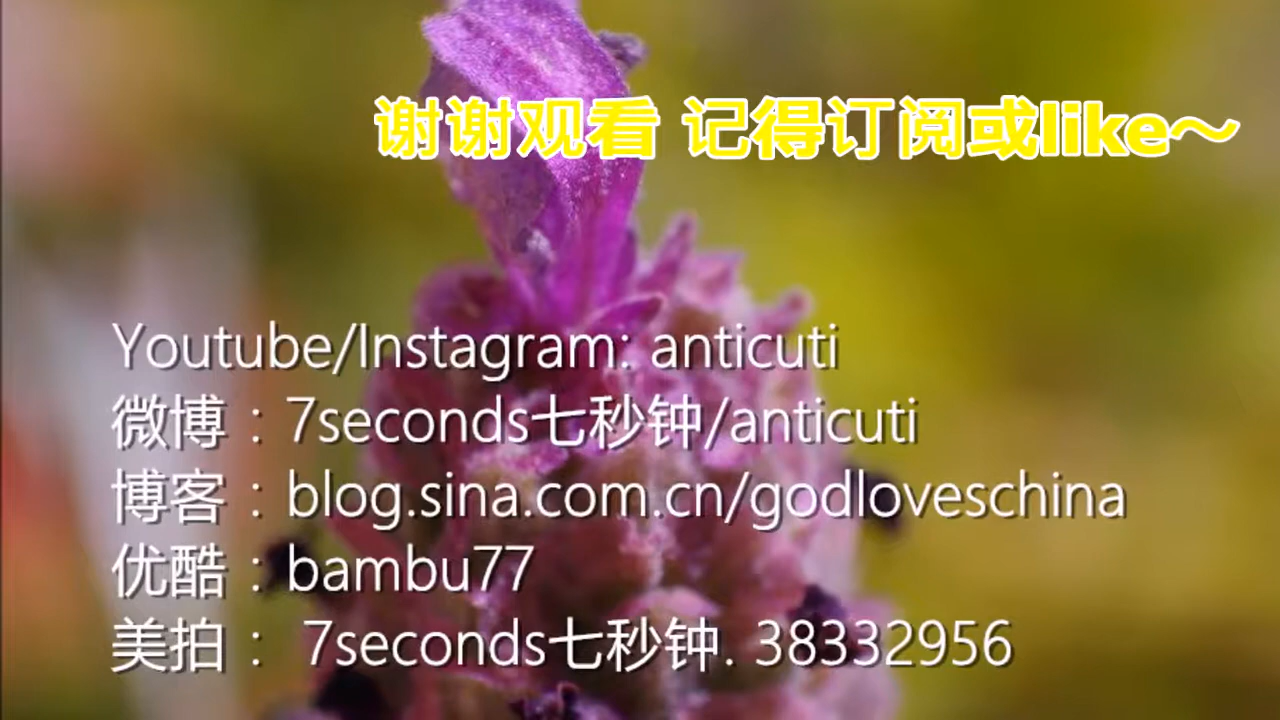 谢谢观看 记得订阅或like～
Youtube/Instagram: anticuti
微博：7seconds七秒钟/anticuti
博客：blog.sina.com.cn/godloveschina
优酷：bambu77
美拍： 7seconds七秒钟. 38332956